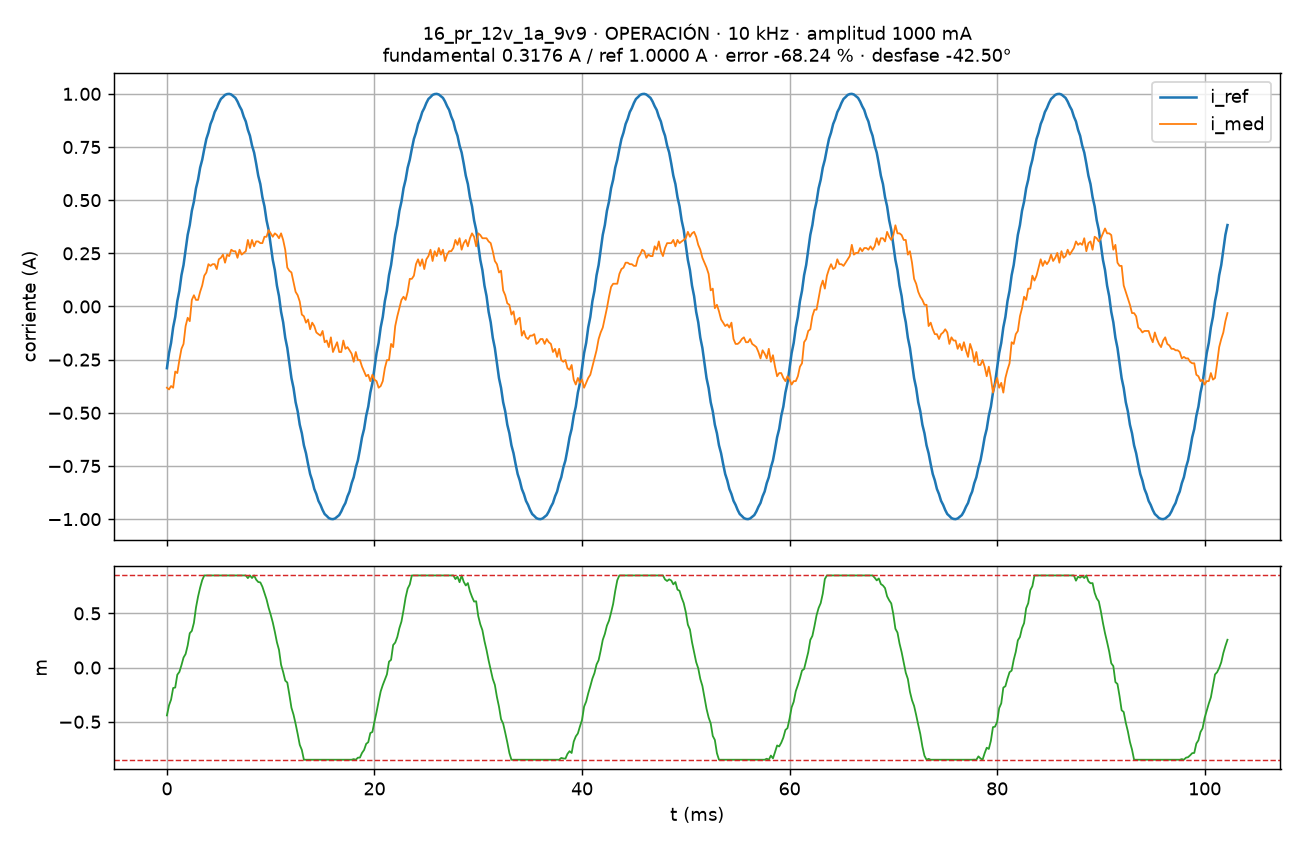 16_pr_12v_1a_9v9 · OPERACIÓN · 10 kHz · amplitud 1000 mA
fundamental 0.3176 A / ref 1.0000 A · error -68.24 % · desfase -42.50°
1.00
0.75
0.50
0.25
0.00
−0.25
−0.50
−0.75
−1.00
corriente (A)
i_ref
i_med
0.5
0.0
−0.5
m
0
20
40
60
80
100
t (ms)